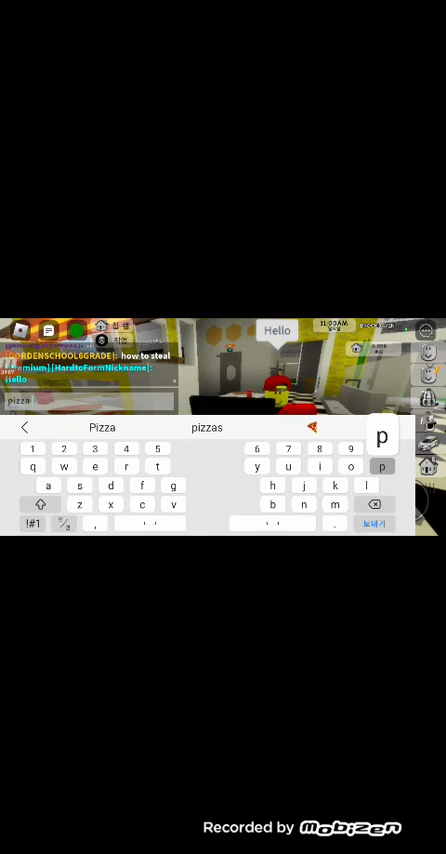 Hello
11:00AM
[GORDENSCHOOL6GRADE]: how to steal
[HardtoFormNickname]:
Hello
pizza
Pizza pizzas
p
1 2 3 4 5 6 7 8 9
q w e r t y u i o p
a s d f g h j k l
z x c v b n m
!#1 , . 보내기
Recorded by Mobizen